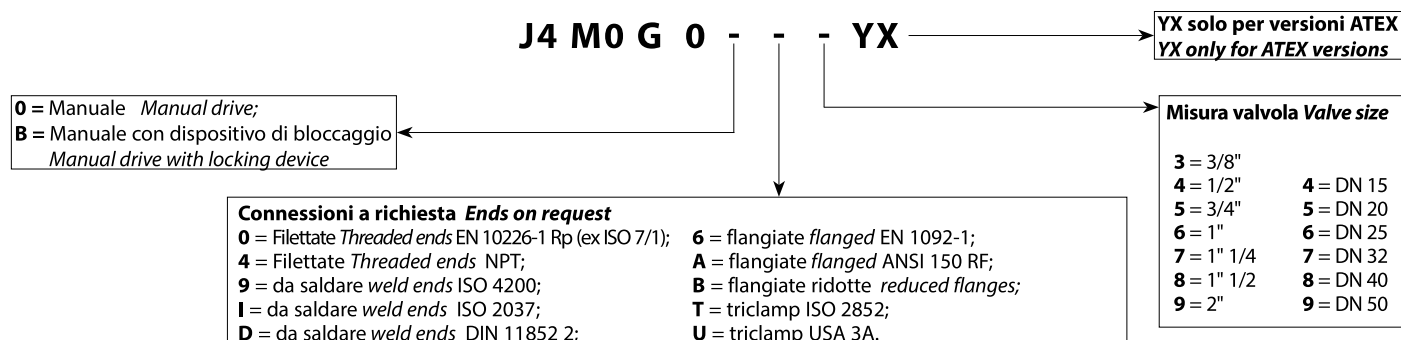 J4 M0 G 0 - - - YX
YX solo per versioni ATEX
YX only for ATEX versions
0 = Manuale Manual drive;
B = Manuale con dispositivo di bloccaggio
Manual drive with locking device
Misura valvola Valve size
3 = 3/8"
4 = 1/2" 4 = DN 15
5 = 3/4" 5 = DN 20
6 = 1" 6 = DN 25
7 = 1" 1/4 7 = DN 32
8 = 1" 1/2 8 = DN 40
9 = 2" 9 = DN 50
Connessioni a richiesta Ends on request
0 = Filettate Threaded ends EN 10226-1 Rp (ex ISO 7/1); 6 = flangiate flanged EN 1092-1;
4 = Filettate Threaded ends NPT; A = flangiate flanged ANSI 150 RF;
9 = da saldare weld ends ISO 4200; B = flangiate ridotte reduced flanges;
I = da saldare weld ends ISO 2037; T = triclamp ISO 2852;
D = da saldare weld ends DIN 11852 2; U = triclamp USA 3A.